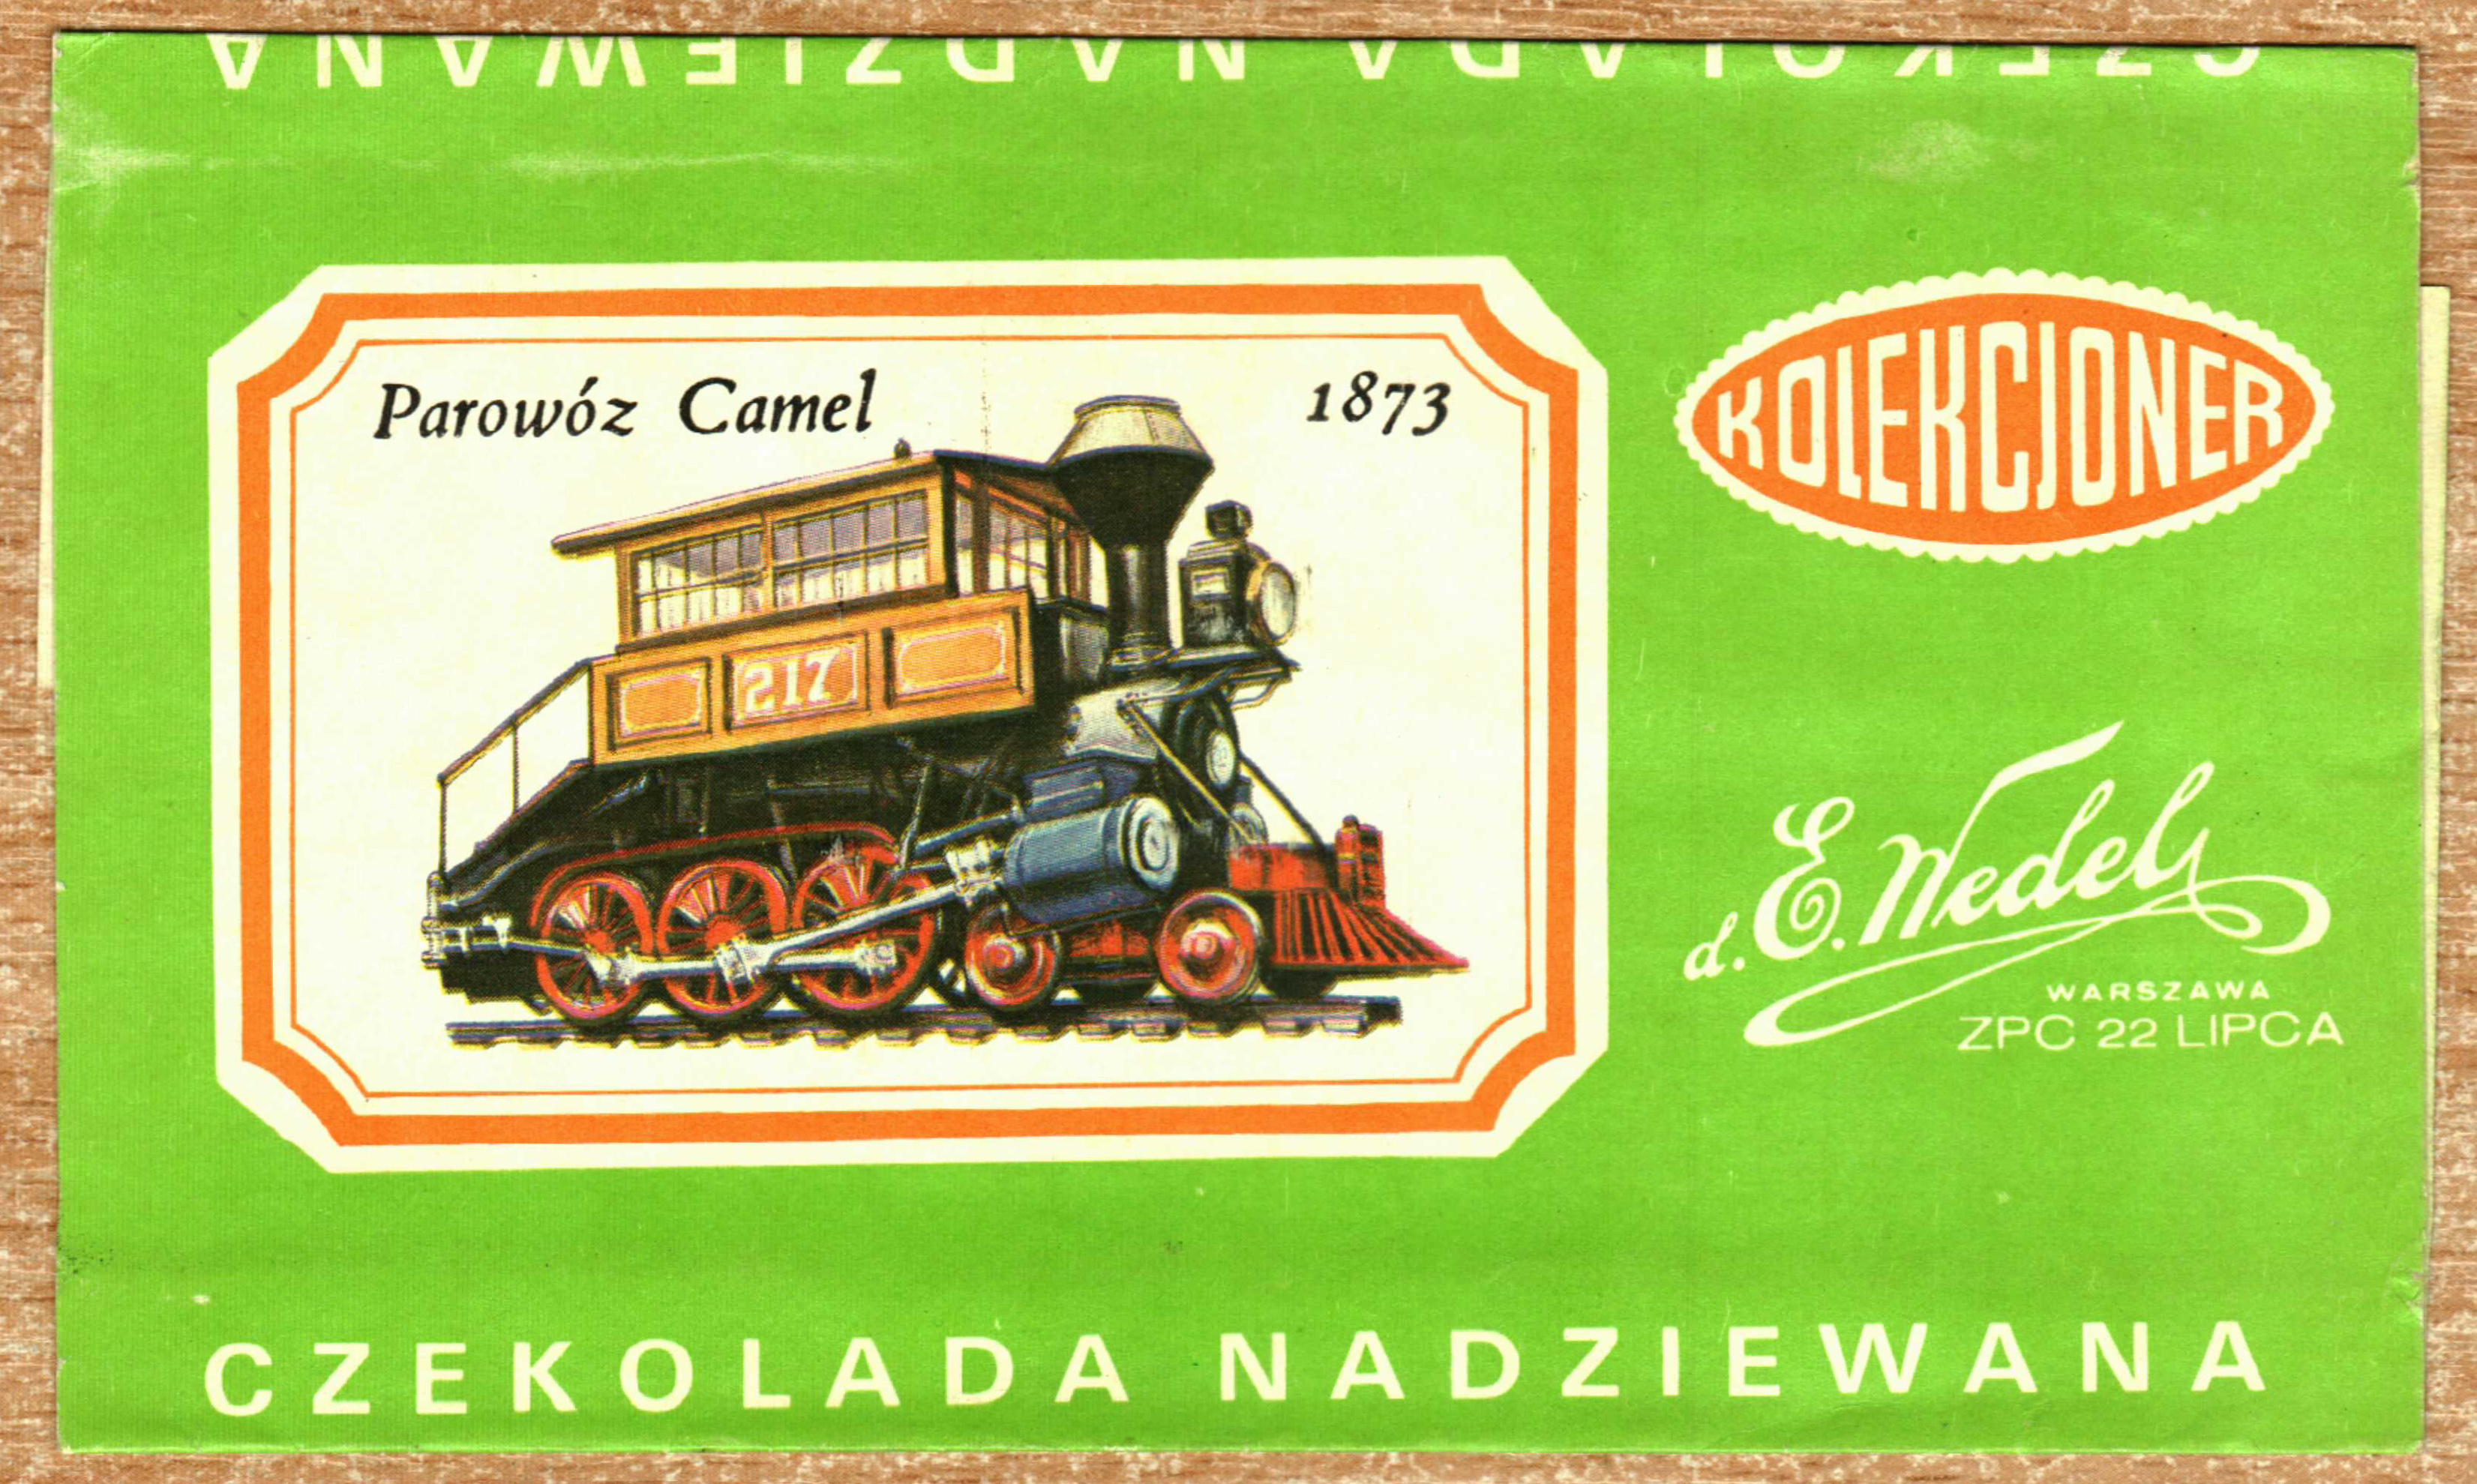 CZEKOLADA NADZIEWANA
Parowóz Camel 1873
217
KOLEKCJONER
d. E. Wedel
WARSZAWA
ZPC 22 LIPCA
CZEKOLADA NADZIEWANA